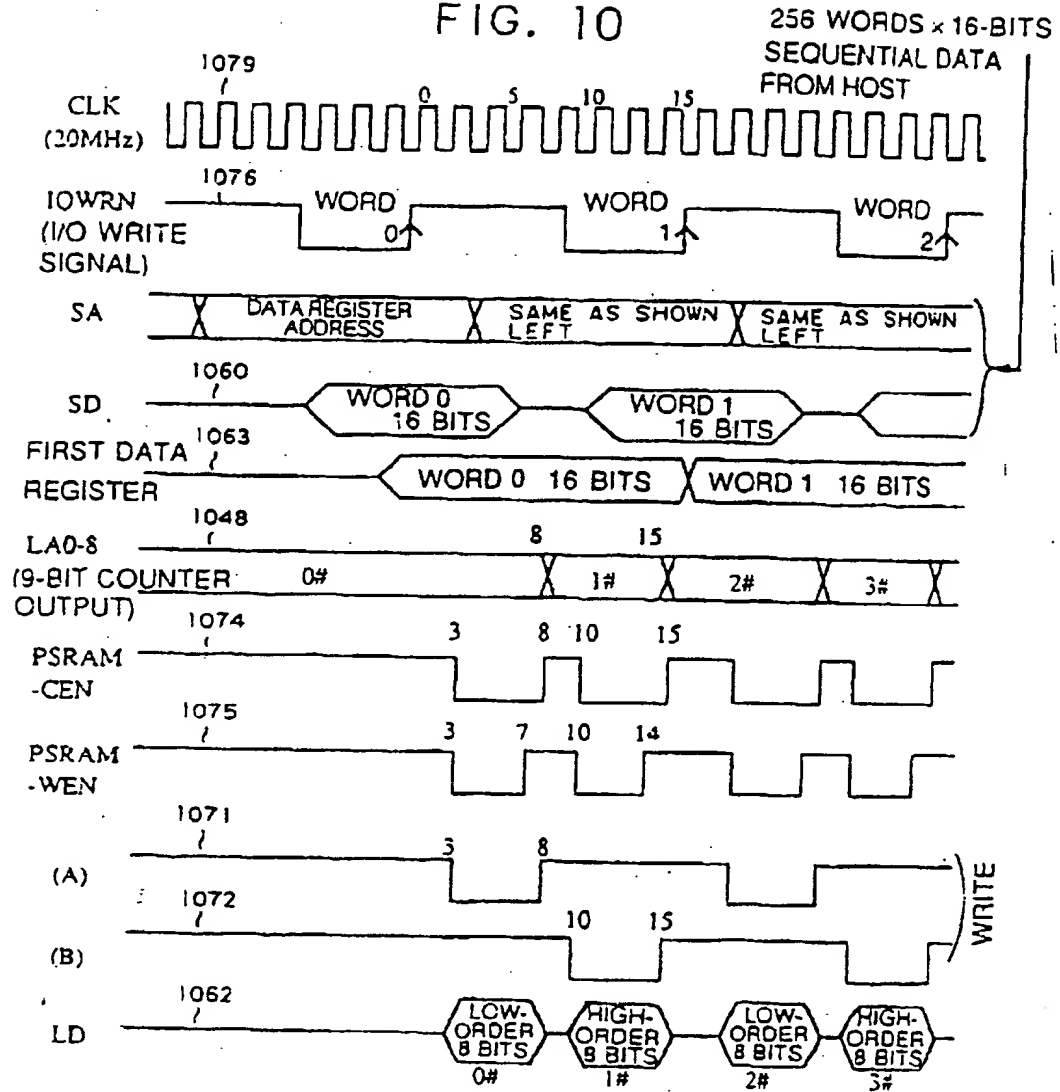 FIG. 10
256 WORDS × 16-BITS
SEQUENTIAL DATA
FROM HOST
1079
0 5 10 15
CLK
(20MHz)
1076
IOWRN
(I/O WRITE
SIGNAL)
WORD 0 WORD 1 WORD 2
SA
DATA REGISTER
ADDRESS
SAME AS SHOWN
LEFT
SAME AS SHOWN
LEFT
1060
SD
WORD 0
16 BITS
WORD 1
16 BITS
1063
FIRST DATA
REGISTER
WORD 0 16 BITS
WORD 1 16 BITS
1048
8 15
LA0-8
(9-BIT COUNTER
OUTPUT)
0# 1# 2# 3#
1074
3 8 10 15
PSRAM
-CEN
1075
3 7 10 14
PSRAM
-WEN
1071
3 8
(A)
1072
10 15
(B)
WRITE
1062
LD
LOW-
ORDER
8 BITS
0#
HIGH-
ORDER
8 BITS
1#
LOW-
ORDER
8 BITS
2#
HIGH-
ORDER
8 BITS
3#